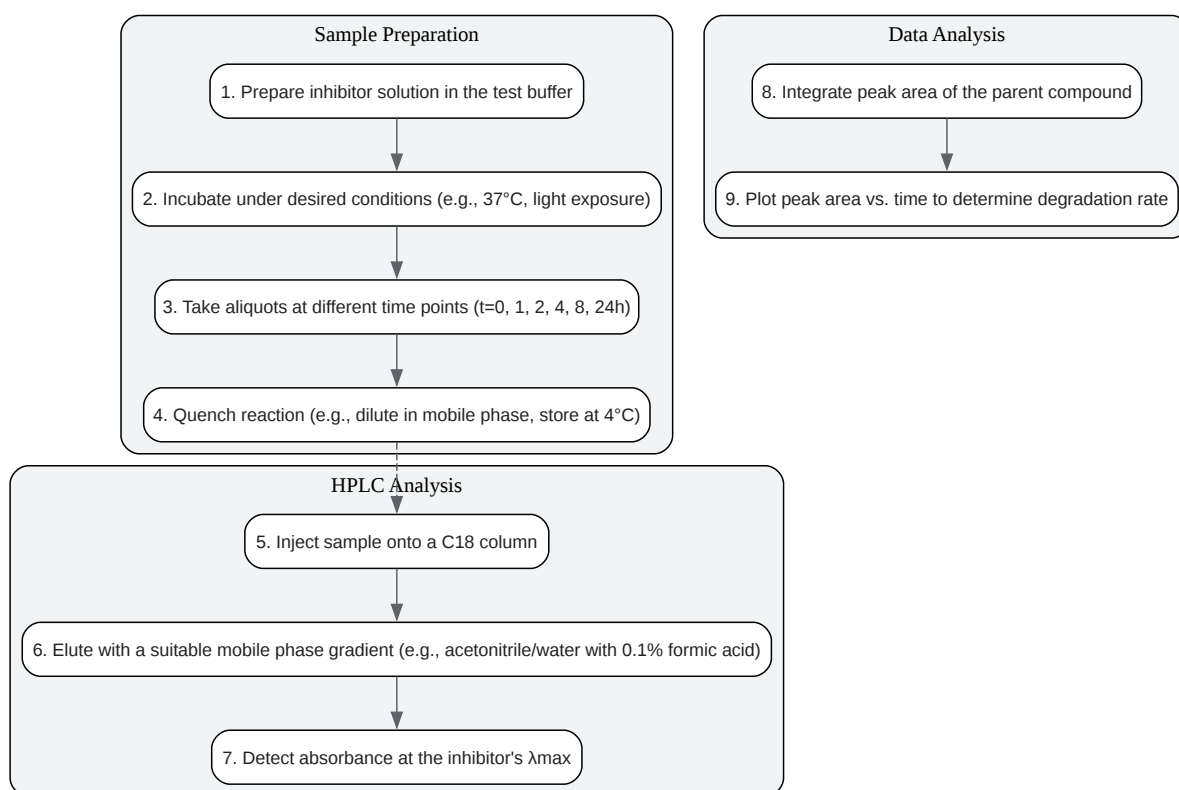 Sample Preparation
1. Prepare inhibitor solution in the test buffer
2. Incubate under desired conditions (e.g., 37°C, light exposure)
3. Take aliquots at different time points (t=0, 1, 2, 4, 8, 24h)
4. Quench reaction (e.g., dilute in mobile phase, store at 4°C)
HPLC Analysis
5. Inject sample onto a C18 column
6. Elute with a suitable mobile phase gradient (e.g., acetonitrile/water with 0.1% formic acid)
7. Detect absorbance at the inhibitor's λmax
Data Analysis
8. Integrate peak area of the parent compound
9. Plot peak area vs. time to determine degradation rate